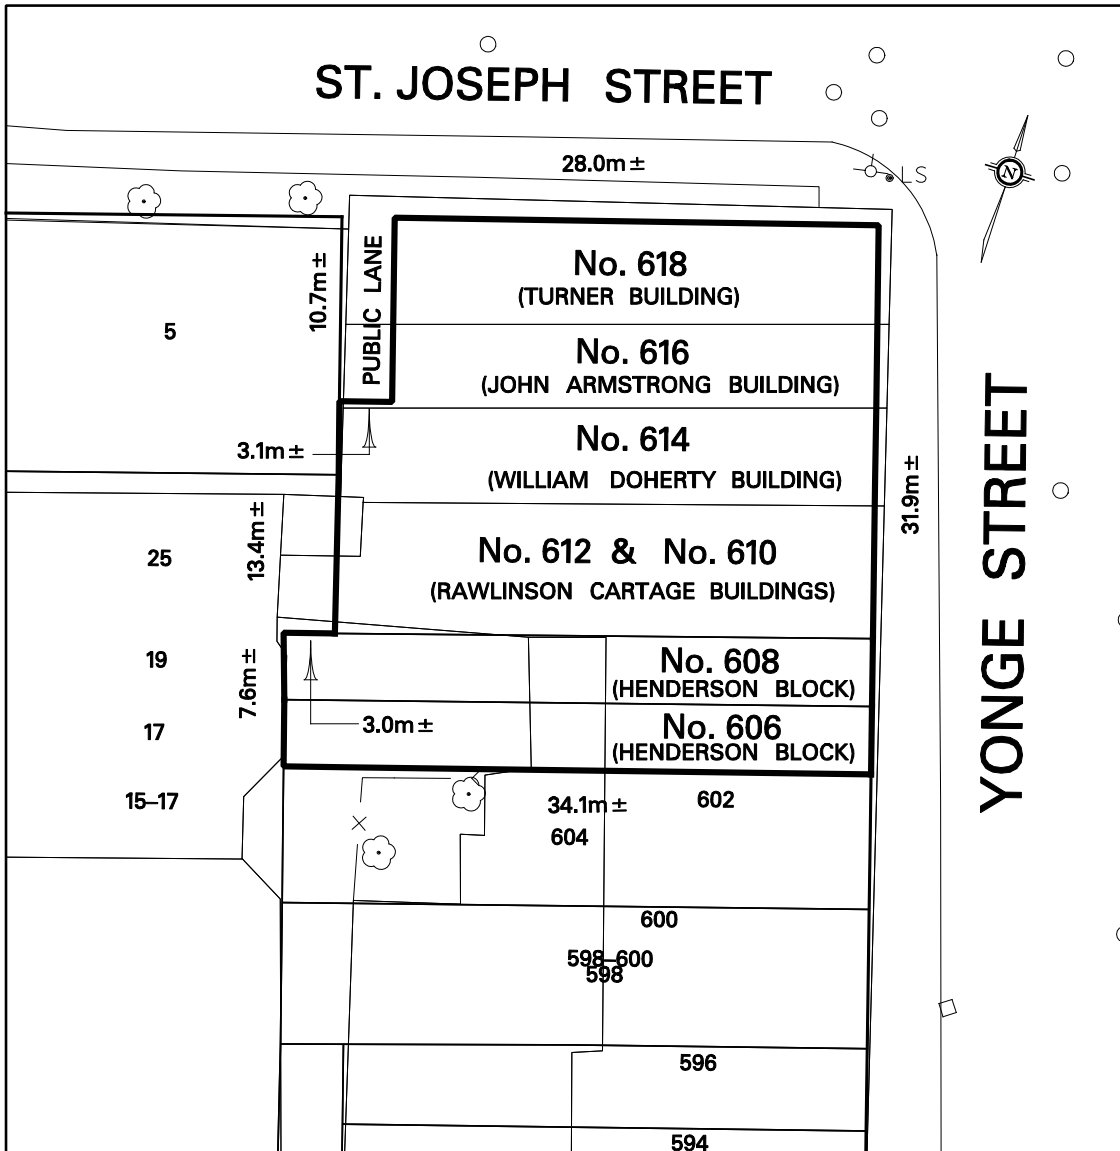 ST. JOSEPH STREET
28.0m ±
LS
N
PUBLIC LANE
10.7m ±
No. 618
(TURNER BUILDING)
5
No. 616
(JOHN ARMSTRONG BUILDING)
3.1m ±
No. 614
(WILLIAM DOHERTY BUILDING)
31.9m ±
YONGE STREET
13.4m ±
25
No. 612 & No. 610
(RAWLINSON CARTAGE BUILDINGS)
19
7.6m ±
No. 608
(HENDERSON BLOCK)
17
3.0m ±
No. 606
(HENDERSON BLOCK)
15–17
34.1m ±
602
604
600
598–600
598
596
594